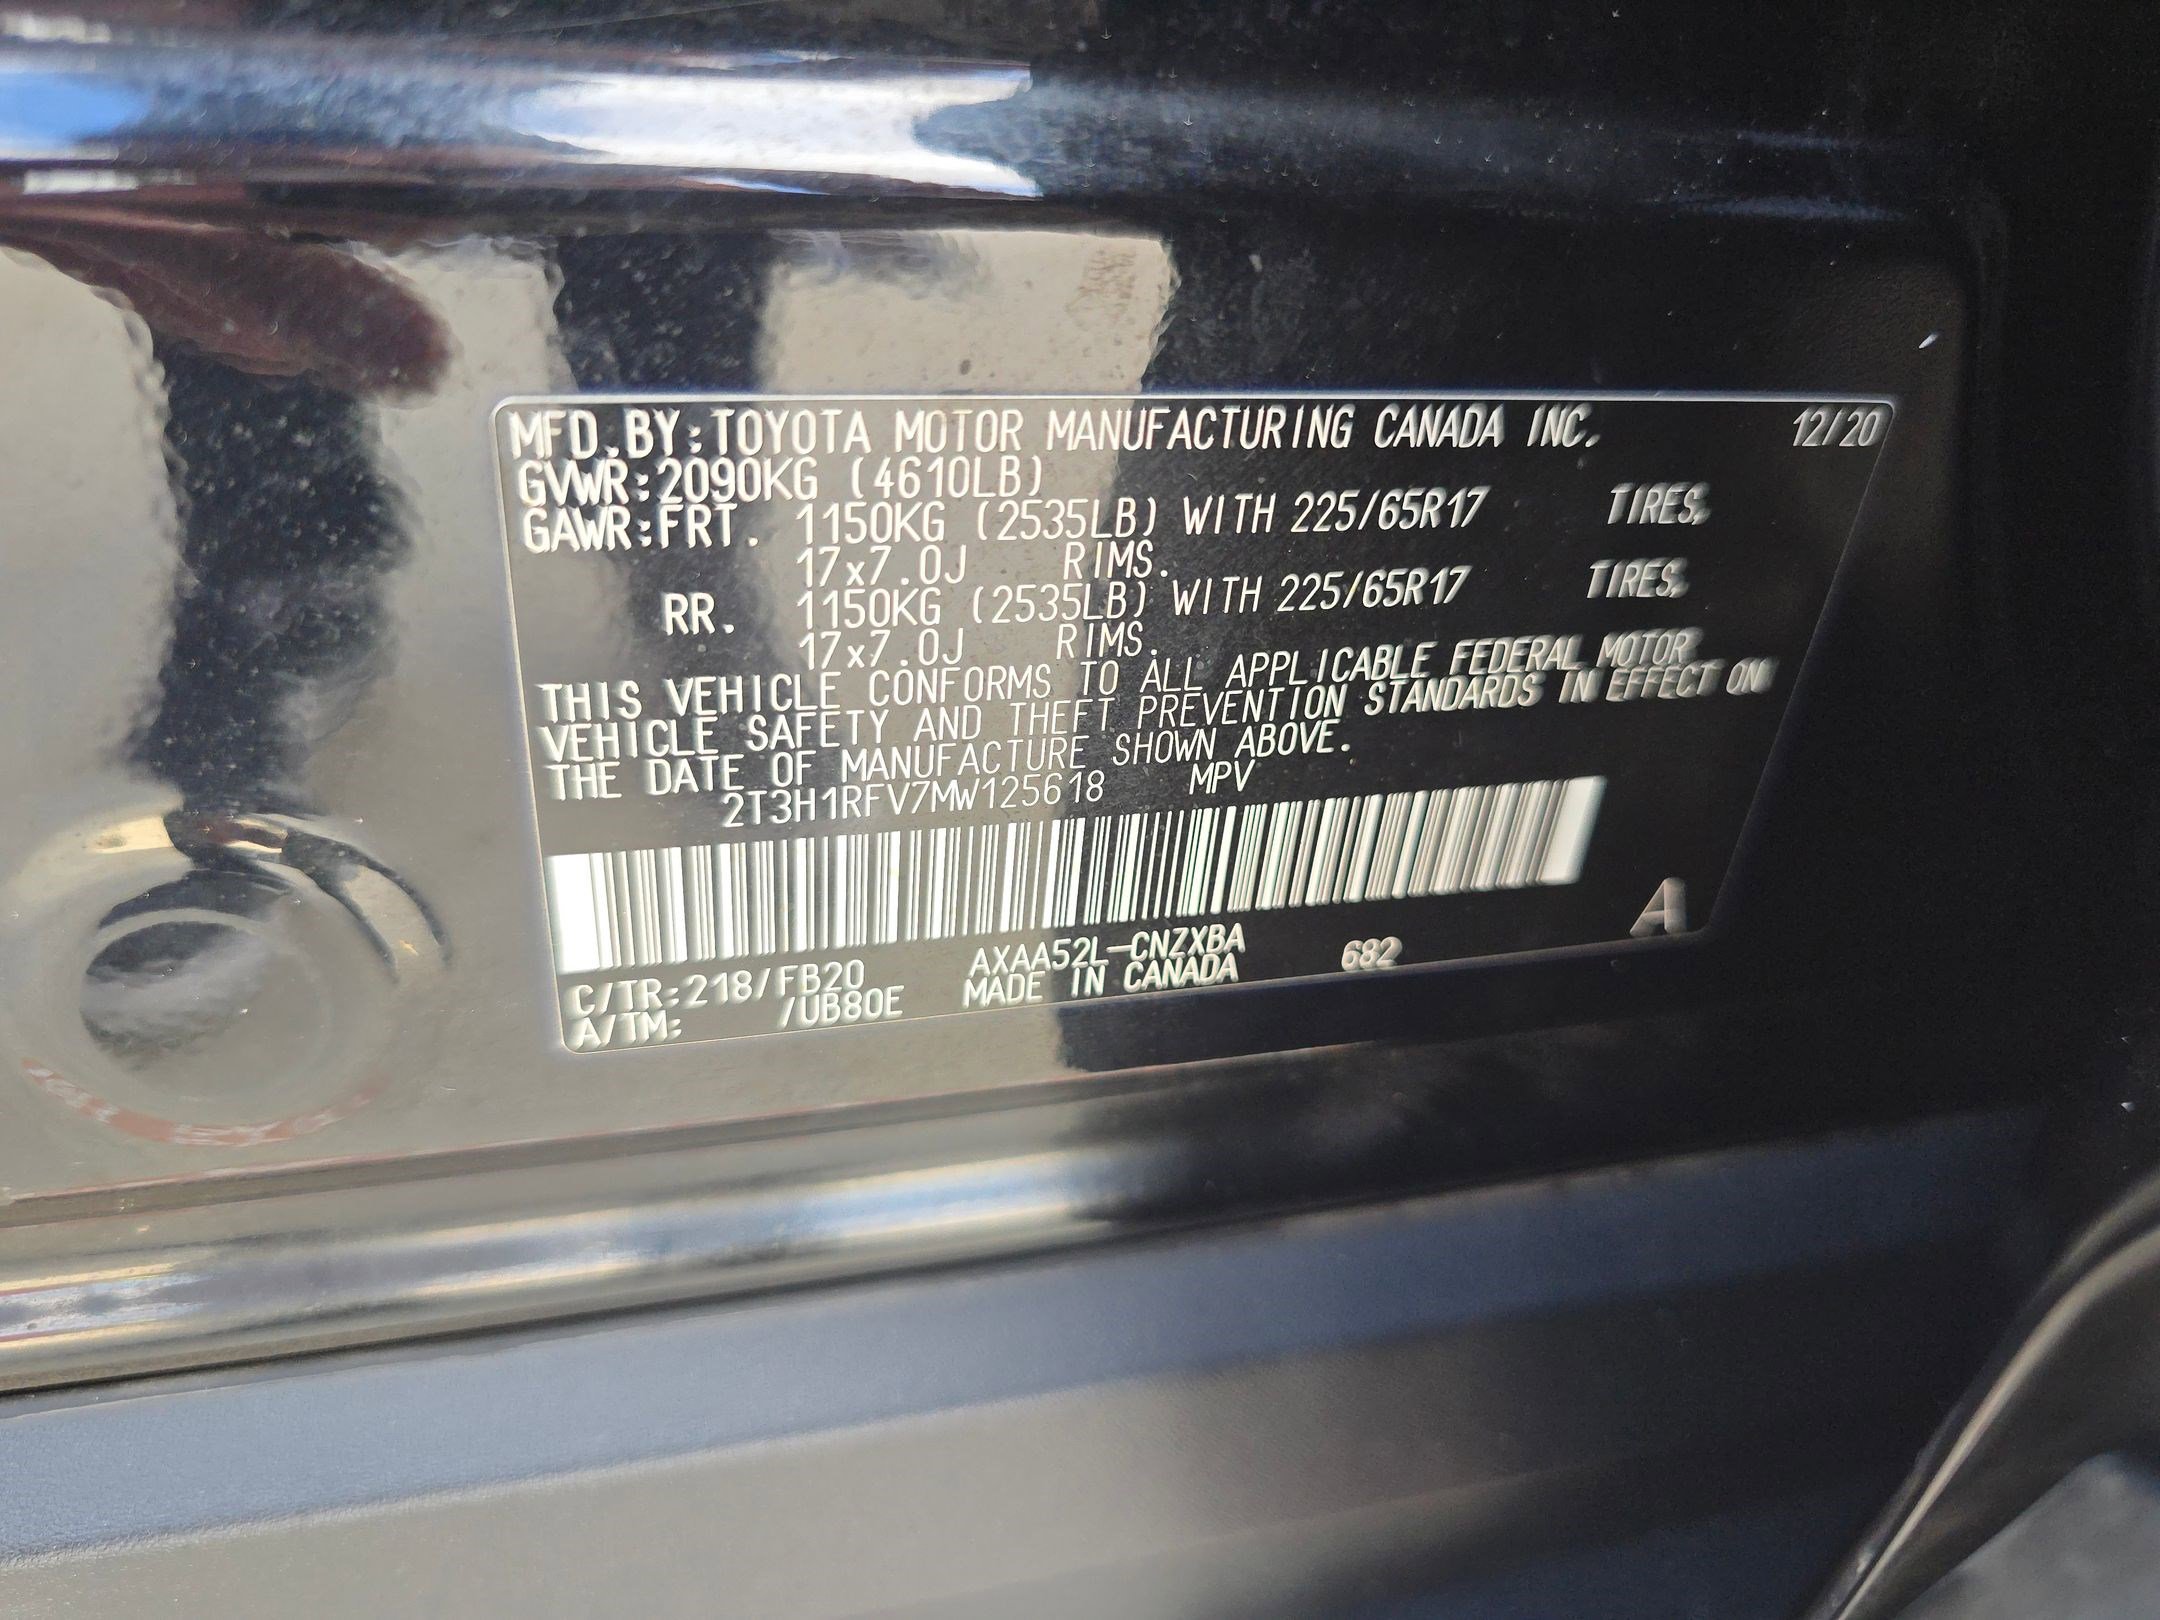 MFD.BY:TOYOTA MOTOR MANUFACTURING CANADA INC. 12/20
GVWR:2090KG (4610LB)
GAWR:FRT. 1150KG (2535LB) WITH 225/65R17 TIRES,
17x7.0J RIMS.
RR. 1150KG (2535LB) WITH 225/65R17 TIRES,
17x7.0J RIMS.
THIS VEHICLE CONFORMS TO ALL APPLICABLE FEDERAL MOTOR
VEHICLE SAFETY AND THEFT PREVENTION STANDARDS IN EFFECT ON
THE DATE OF MANUFACTURE SHOWN ABOVE.
2T3H1RFV7MW125618 MPV
A
C/TR:218/FB20 AXAA52L-CNZXBA 682
A/TM: /UB80E MADE IN CANADA